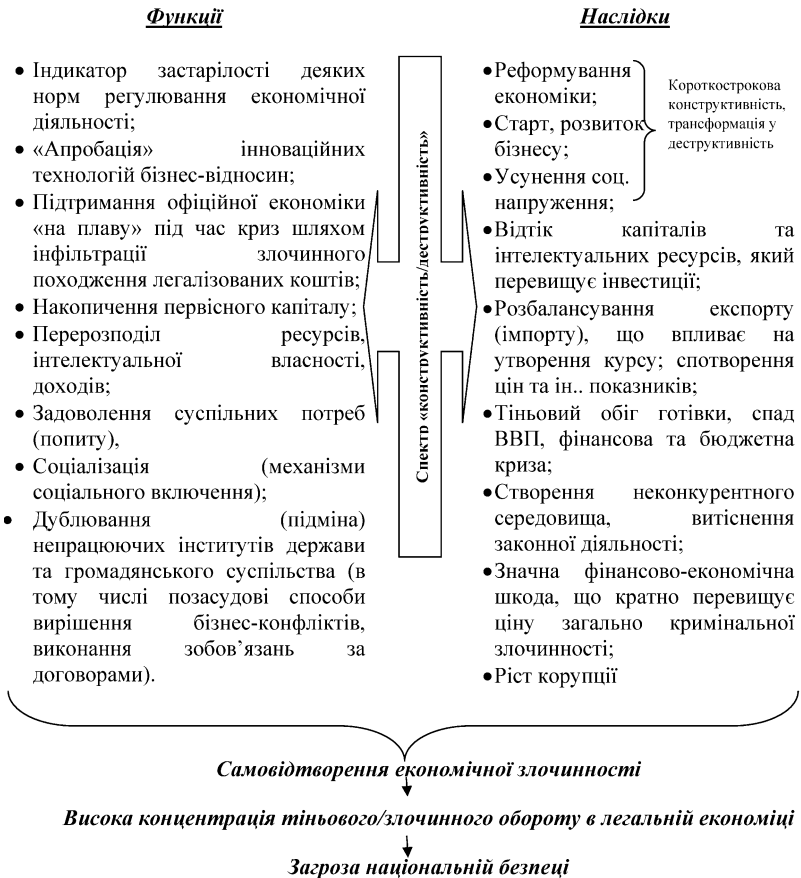 Функції
• Індикатор застарілості деяких
норм регулювання економічної
діяльності;
• «Апробація» інноваційних
технологій бізнес-відносин;
• Підтримання офіційної економіки
«на плаву» під час криз шляхом
інфільтрації злочинного
походження легалізованих коштів;
• Накопичення первісного капіталу;
• Перерозподіл ресурсів,
інтелектуальної власності,
доходів;
• Задоволення суспільних потреб
(попиту),
• Соціалізація (механізми
соціального включення);
• Дублювання (підміна)
непрацюючих інститутів держави
та громадянського суспільства (в
тому числі позасудові способи
вирішення бізнес-конфліктів,
виконання зобов’язань за
договорами).
Спектр «конструктивність/деструктивність»
Наслідки
•Реформування
економіки;
•Старт, розвиток
бізнесу;
•Усунення соц.
напруження;
Короткострокова
конструктивність,
трансформація у
деструктивність
•Відтік капіталів та
інтелектуальних ресурсів, який
перевищує інвестиції;
•Розбалансування експорту
(імпорту), що впливає на
утворення курсу; спотворення
цін та ін.. показників;
•Тіньовий обіг готівки, спад
ВВП, фінансова та бюджетна
криза;
•Створення неконкурентного
середовища, витіснення
законної діяльності;
•Значна фінансово-економічна
шкода, що кратно перевищує
ціну загально кримінальної
злочинності;
•Ріст корупції
Самовідтворення економічної злочинності
Висока концентрація тіньового/злочинного обороту в легальній економіці
Загроза національній безпеці